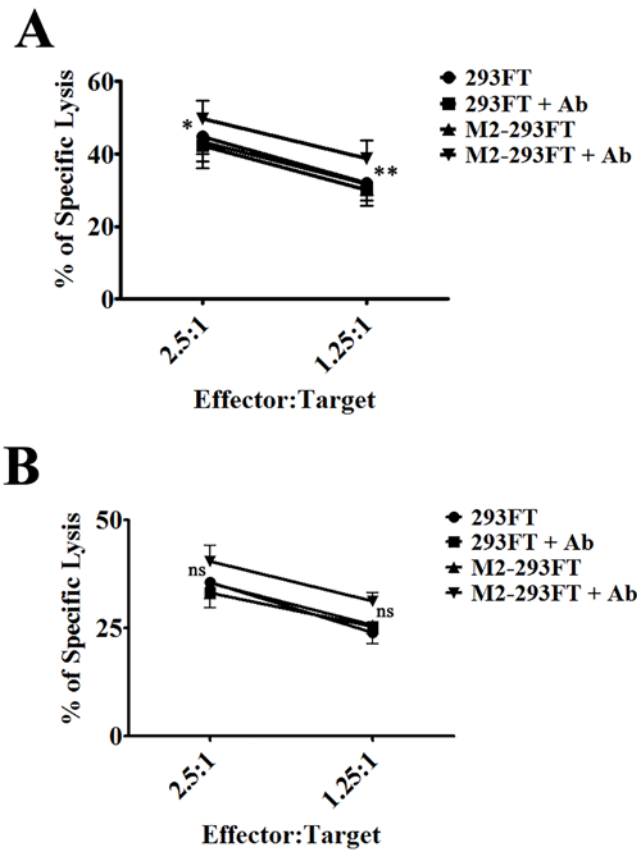 A
60
40
20
0
% of Specific Lysis
*
**
293FT
293FT + Ab
M2-293FT
M2-293FT + Ab
2.5:1
1.25:1
Effector:Target
B
50
25
0
% of Specific Lysis
ns
ns
293FT
293FT + Ab
M2-293FT
M2-293FT + Ab
2.5:1
1.25:1
Effector:Target